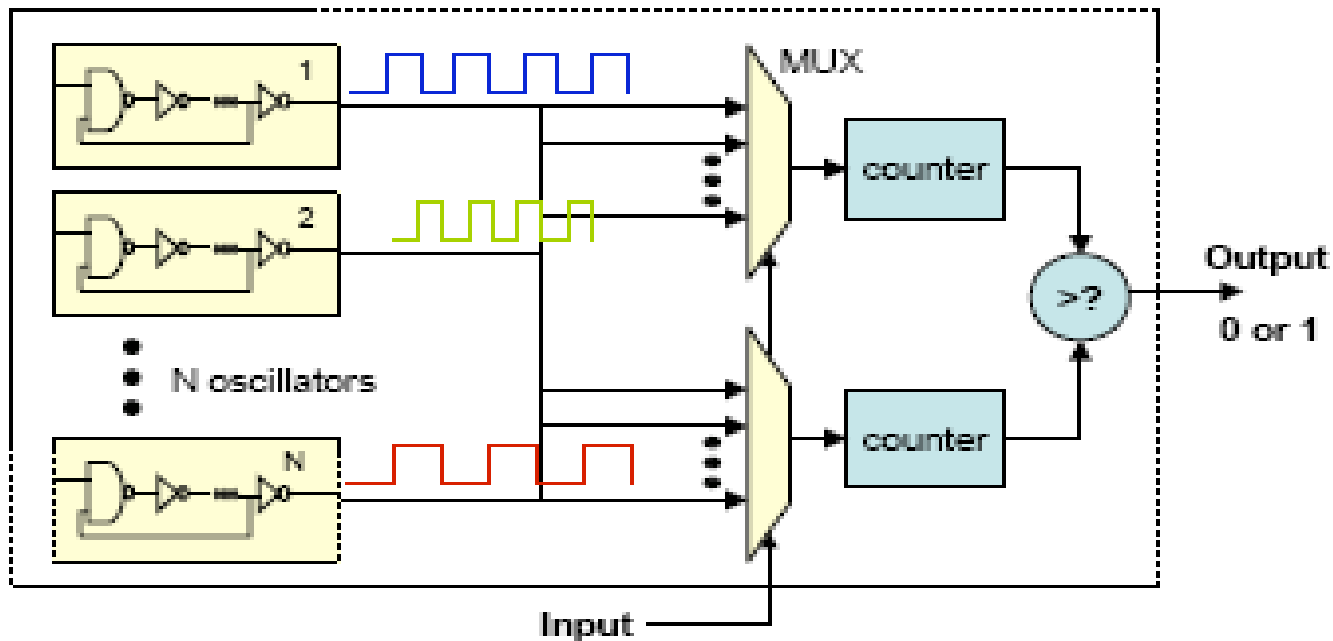 1
MUX
counter
2
Output
>?
0 or 1
N oscillators
counter
N
Input